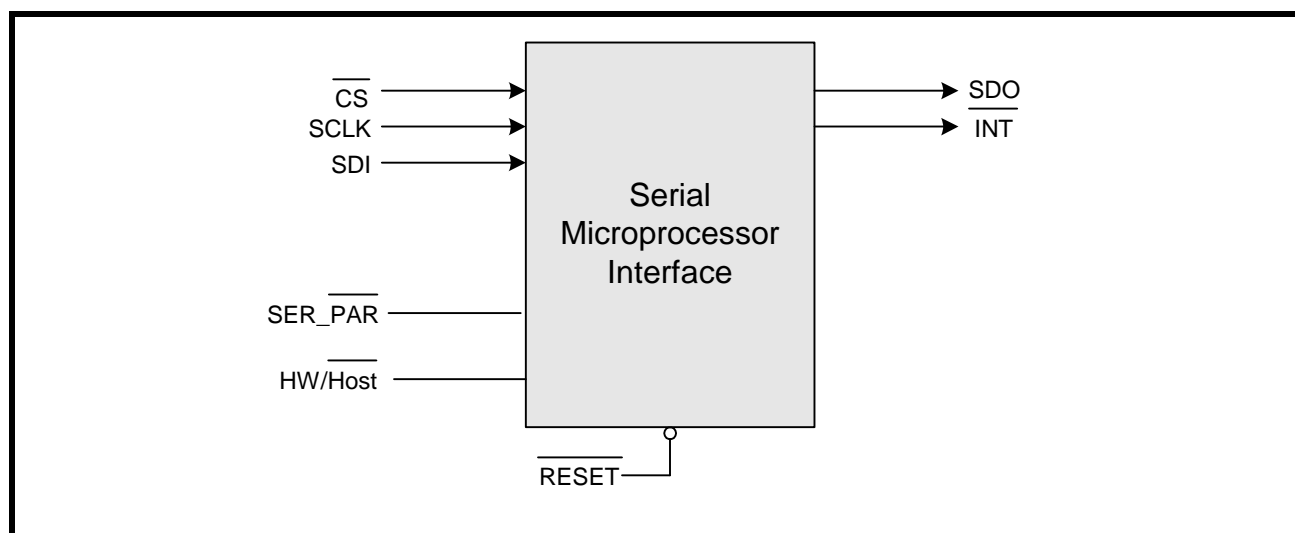 CS
SCLK
SDI
SER_PAR
HW/Host
Serial
Microprocessor
Interface
SDO
INT
RESET